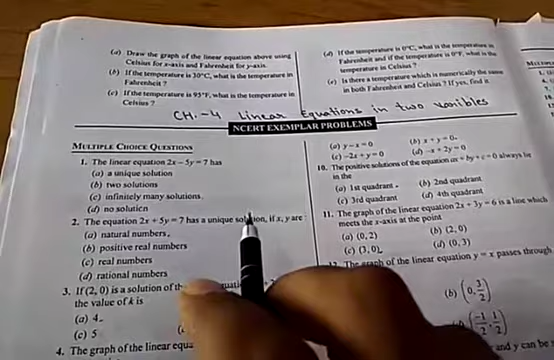 (a) Draw the graph of the linear equation above using
Celsius for x-axis and Fahrenheit for y-axis.
(b) If the temperature is 30°C, what is the temperature in
Fahrenheit ?
(c) If the temperature is 95°F, what is the temperature in
Celsius ?
(d) If the temperature is 0°C, what is the temperature in
Fahrenheit and if the temperature is 0°F, what is the
temperature in Celsius ?
(e) Is there a temperature which is numerically the same
in both Fahrenheit and Celsius ? If yes, find it.
CH.-4 Linear Equations in two varibles
NCERT EXEMPLAR PROBLEMS
MULTIPLE CHOICE QUESTIONS
1. The linear equation 2x – 5y = 7 has
(a) a unique solution
(b) two solutions
(c) infinitely many solutions
(d) no solution
2. The equation 2x + 5y = 7 has a unique solution, if x, y are :
(a) natural numbers
(b) positive real numbers
(c) real numbers
(d) rational numbers
3. If (2, 0) is a solution of
the value of k is
(a) 4
(c) 5
4. The graph of the linear
(a) y – x = 0
(b) x + y = 0
(c) –2x + y = 0
(d) –x + 2y = 0
10. The positive solutions of the equation ax + by + c = 0 always lie
in the
(a) 1st quadrant
(b) 2nd quadrant
(c) 3rd quadrant
(d) 4th quadrant
11. The graph of the linear equation 2x + 3y = 6 is a line which
meets the x-axis at the point
(a) (0, 2)
(b) (2, 0)
(c) (3, 0)
(d) (0, 3)
12. The graph of the linear equation y = x passes through
(b) (0, 3/2)
(-1/2, 1/2)
and y can be